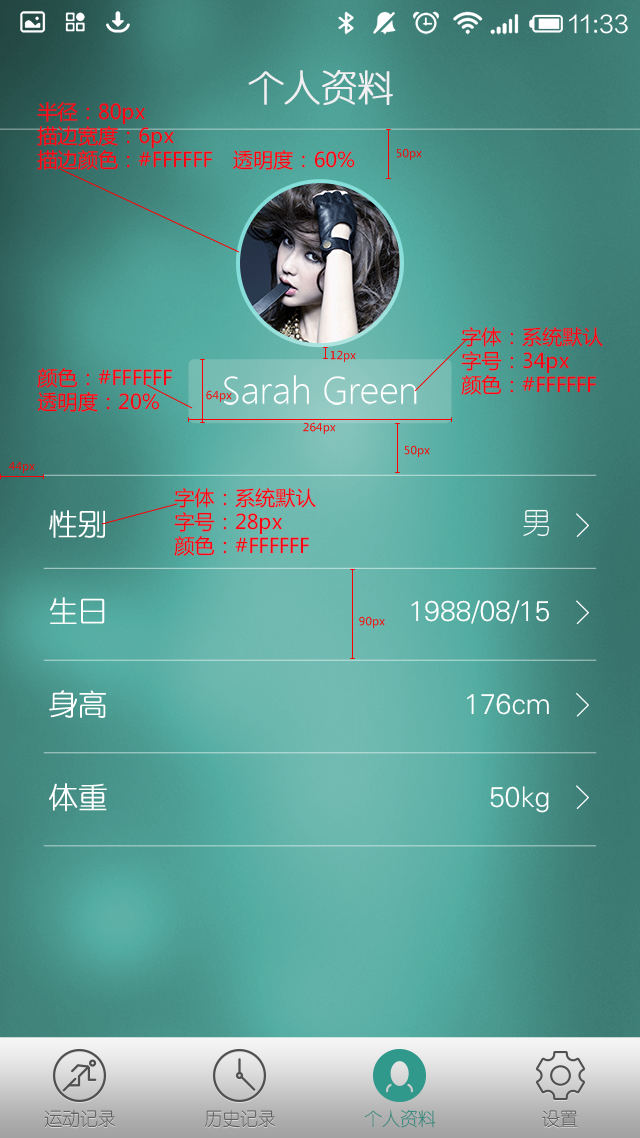 11:33
个人资料
半径：80px
描边宽度：6px
描边颜色：#FFFFFF 透明度：60%
50px
12px
字体：系统默认
字号：34px
颜色：#FFFFFF
颜色：#FFFFFF
透明度：20%
64px
Sarah Green
264px
50px
44px
字体：系统默认
字号：28px
颜色：#FFFFFF
性别 男
生日 1988/08/15
90px
身高 176cm
体重 50kg
运动记录 历史记录 个人资料 设置